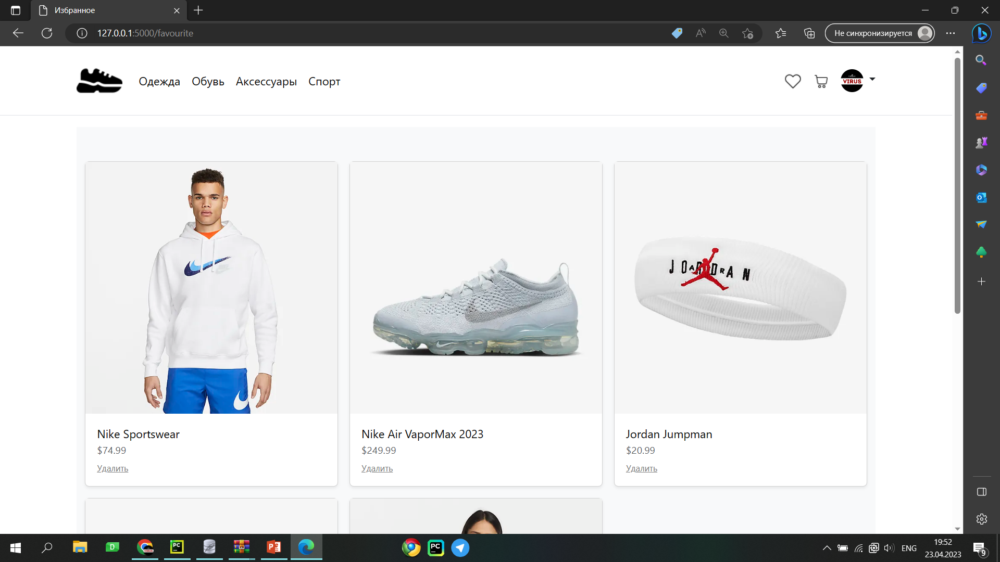 Избранное
127.0.0.1:5000/favourite
Не синхронизируется
Одежда Обувь Аксессуары Спорт
VIRUS
JORDAN
Nike Sportswear
$74.99
Удалить
Nike Air VaporMax 2023
$249.99
Удалить
Jordan Jumpman
$20.99
Удалить
ENG
19:52
23.04.2023
9